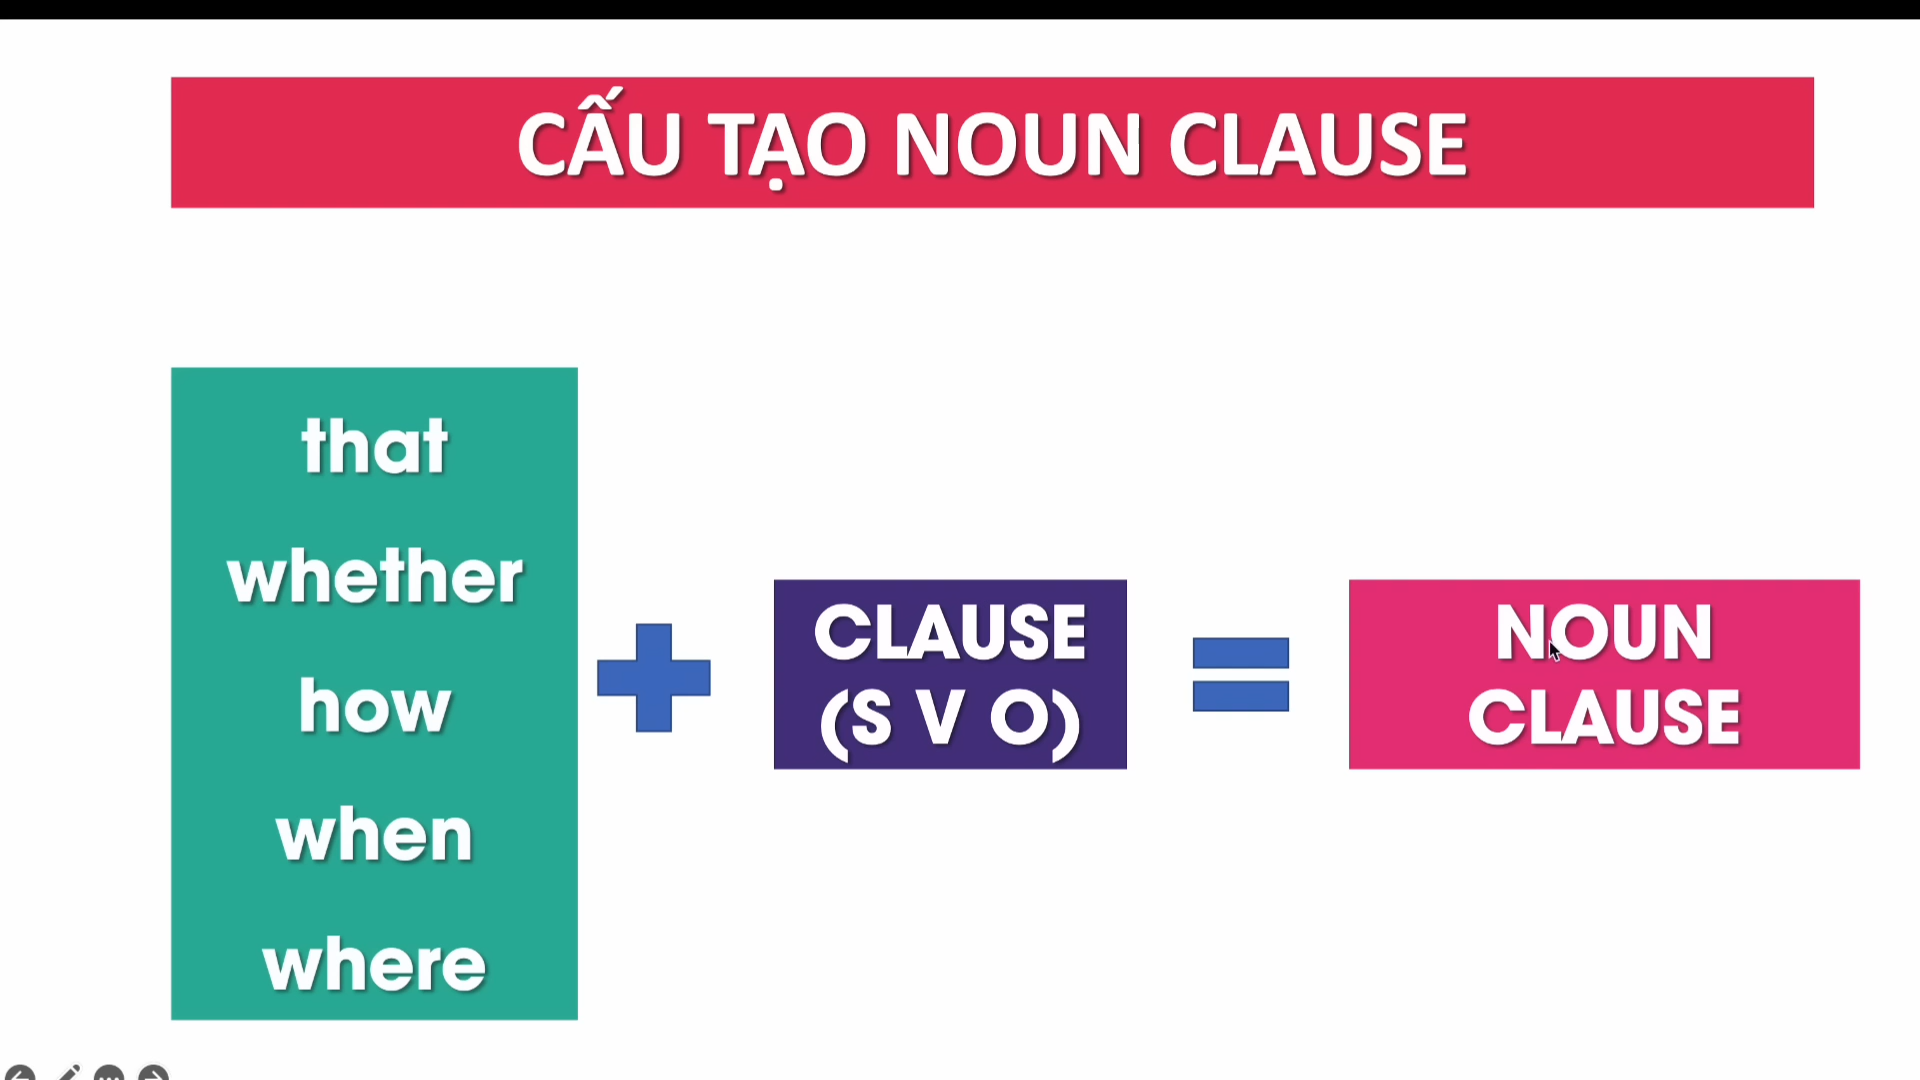 CẤU TẠO NOUN CLAUSE
that
whether
how
when
where
CLAUSE
(S V O)
NOUN
CLAUSE